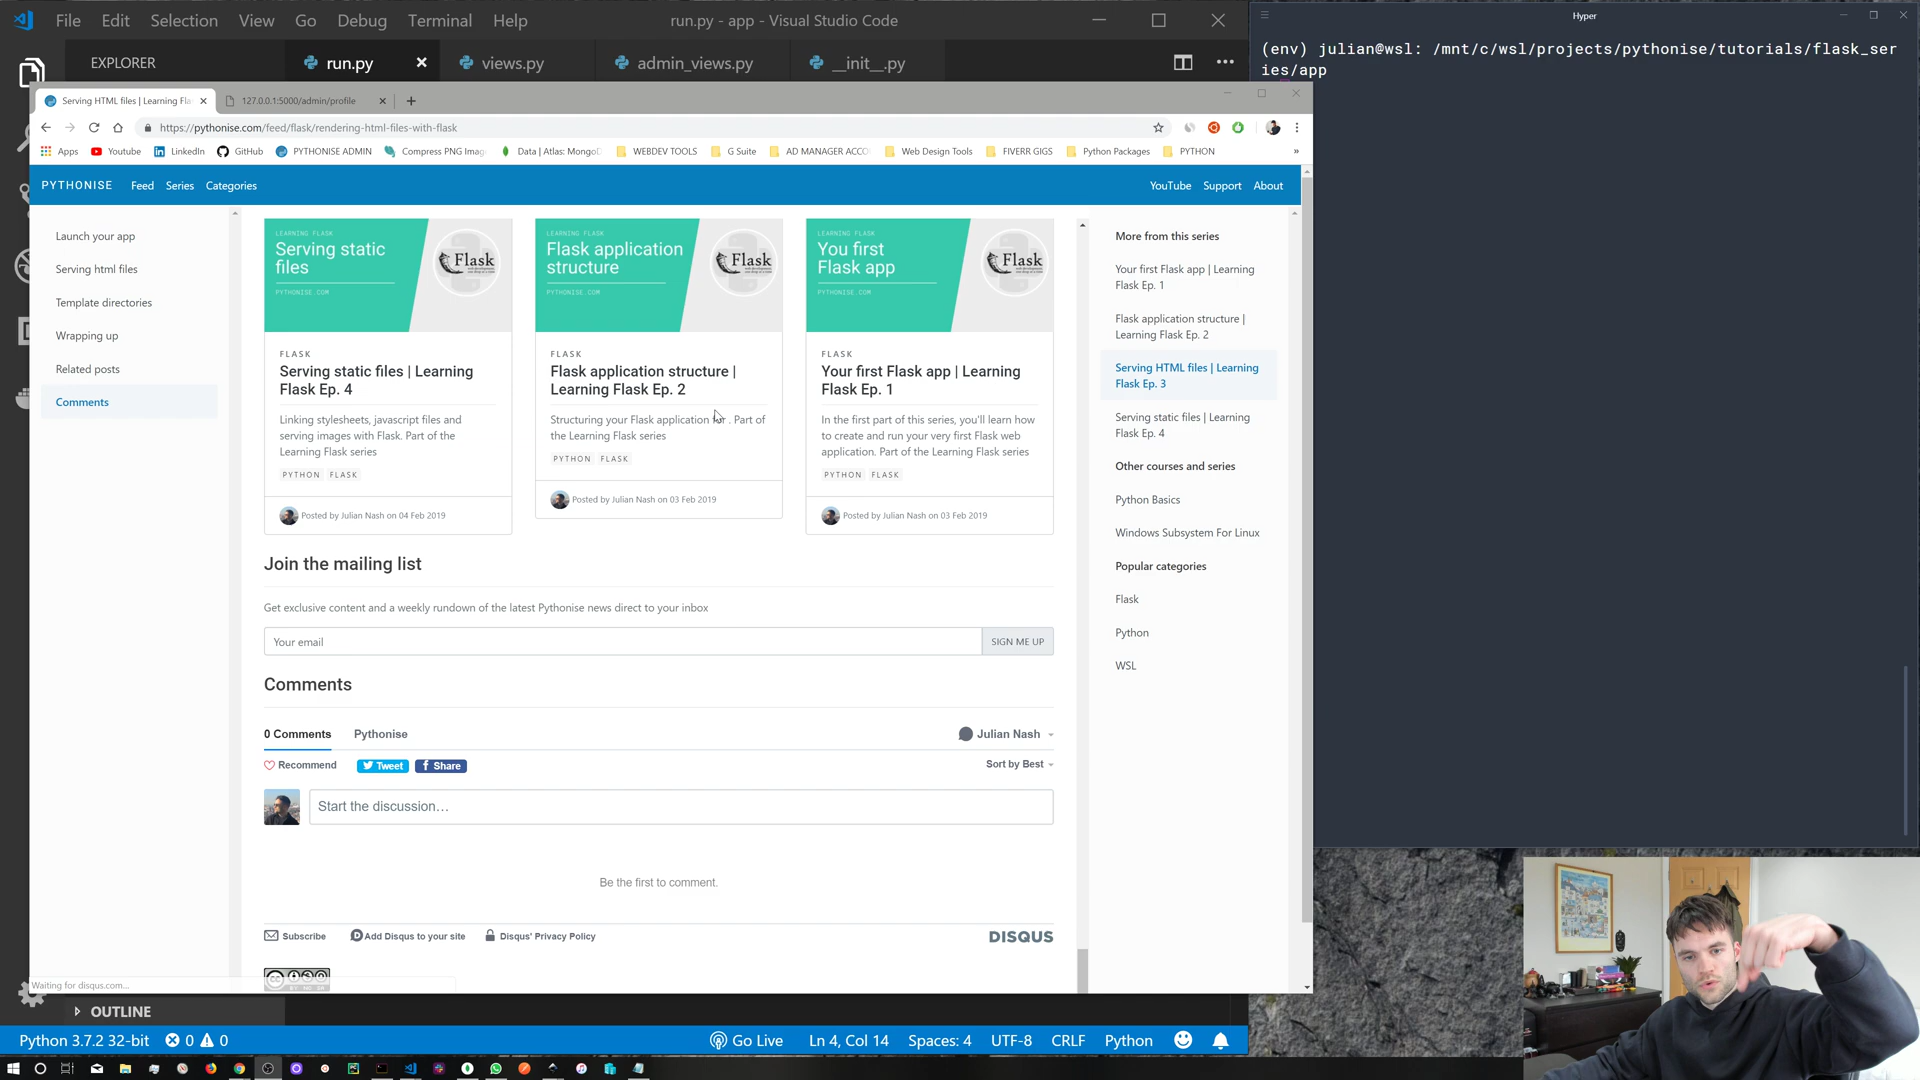 File Edit Selection View Go Debug Terminal Help
run.py - app - Visual Studio Code
EXPLORER
run.py
views.py
admin_views.py
__init__.py
Hyper
(env) julian@wsl: /mnt/c/wsl/projects/pythonise/tutorials/flask_ser
ies/app
Serving HTML files | Learning Fla
127.0.0.1:5000/admin/profile
https://pythonise.com/feed/flask/rendering-html-files-with-flask
Apps
Youtube
LinkedIn
GitHub
PYTHONISE ADMIN
Compress PNG Imag
Data | Atlas: Mongo
WEBDEV TOOLS
G Suite
AD MANAGER ACCO
Web Design Tools
FIVERR GIGS
Python Packages
PYTHON
PYTHONISE Feed Series Categories
YouTube Support About
Launch your app
Serving html files
Template directories
Wrapping up
Related posts
Comments
LEARNING FLASK
Serving static
files
PYTHONISE.COM
Flask
FLASK
Serving static files | Learning
Flask Ep. 4
Linking stylesheets, javascript files and
serving images with Flask. Part of the
Learning Flask series
PYTHON FLASK
Posted by Julian Nash on 04 Feb 2019
LEARNING FLASK
Flask application
structure
PYTHONISE.COM
Flask
FLASK
Flask application structure |
Learning Flask Ep. 2
Structuring your Flask application for . Part of
the Learning Flask series
PYTHON FLASK
Posted by Julian Nash on 03 Feb 2019
LEARNING FLASK
You first
Flask app
PYTHONISE.COM
Flask
FLASK
Your first Flask app | Learning
Flask Ep. 1
In the first part of this series, you'll learn how
to create and run your very first Flask web
application. Part of the Learning Flask series
PYTHON FLASK
Posted by Julian Nash on 03 Feb 2019
Join the mailing list
Get exclusive content and a weekly rundown of the latest Pythonise news direct to your inbox
Your email
SIGN ME UP
Comments
0 Comments Pythonise
Julian Nash
Recommend
Tweet
Share
Sort by Best
Start the discussion…
Be the first to comment.
Subscribe
Add Disqus to your site
Disqus' Privacy Policy
DISQUS
More from this series
Your first Flask app | Learning
Flask Ep. 1
Flask application structure |
Learning Flask Ep. 2
Serving HTML files | Learning
Flask Ep. 3
Serving static files | Learning
Flask Ep. 4
Other courses and series
Python Basics
Windows Subsystem For Linux
Popular categories
Flask
Python
WSL
Waiting for disqus.com...
OUTLINE
Python 3.7.2 32-bit
0
0
Go Live
Ln 4, Col 14
Spaces: 4
UTF-8
CRLF
Python